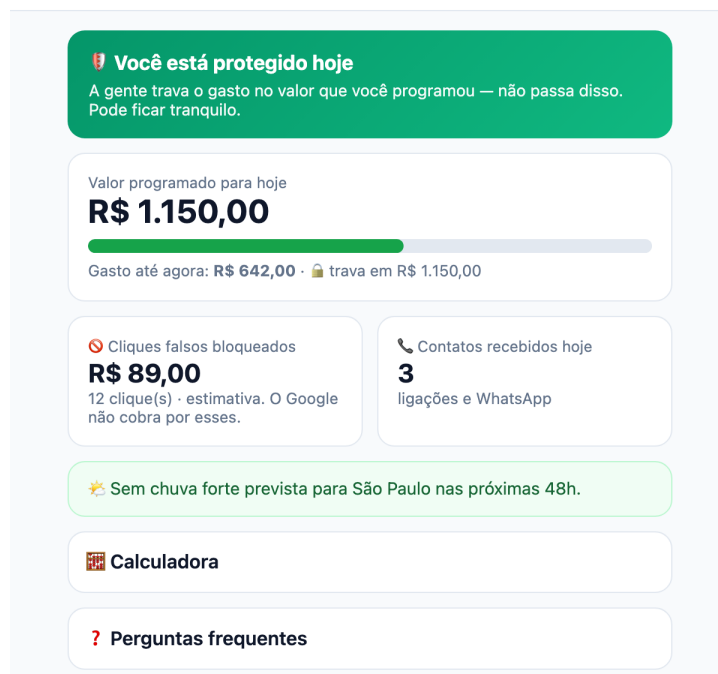 Você está protegido hoje
A gente trava o gasto no valor que você programou — não passa disso.
Pode ficar tranquilo.
Valor programado para hoje
R$ 1.150,00
Gasto até agora: R$ 642,00 · 🔒 trava em R$ 1.150,00
🚫 Cliques falsos bloqueados
R$ 89,00
12 clique(s) · estimativa. O Google
não cobra por esses.
📞 Contatos recebidos hoje
3
ligações e WhatsApp
🌤️ Sem chuva forte prevista para São Paulo nas próximas 48h.
🧮 Calculadora
❓ Perguntas frequentes